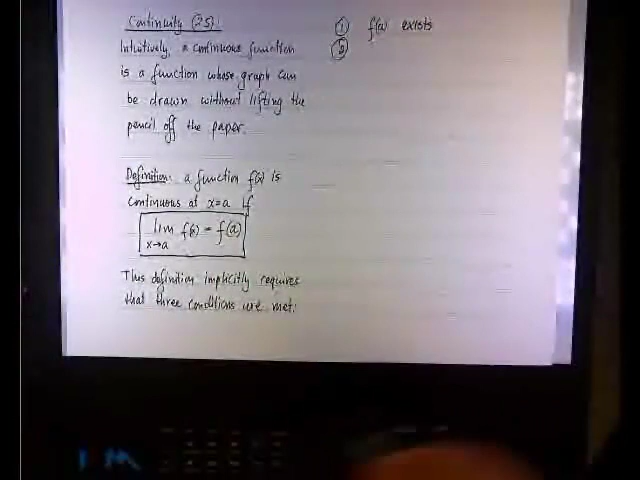 Continuity (2.5):
Intuitively, a continuous function
is a function whose graph can
be drawn without lifting the
pencil off the paper.
Definition: a function f(x) is
continuous at x=a if
lim f(x) = f(a)
x→a
This definition implicitly requires
that three conditions are met:
① f(a) exists
②